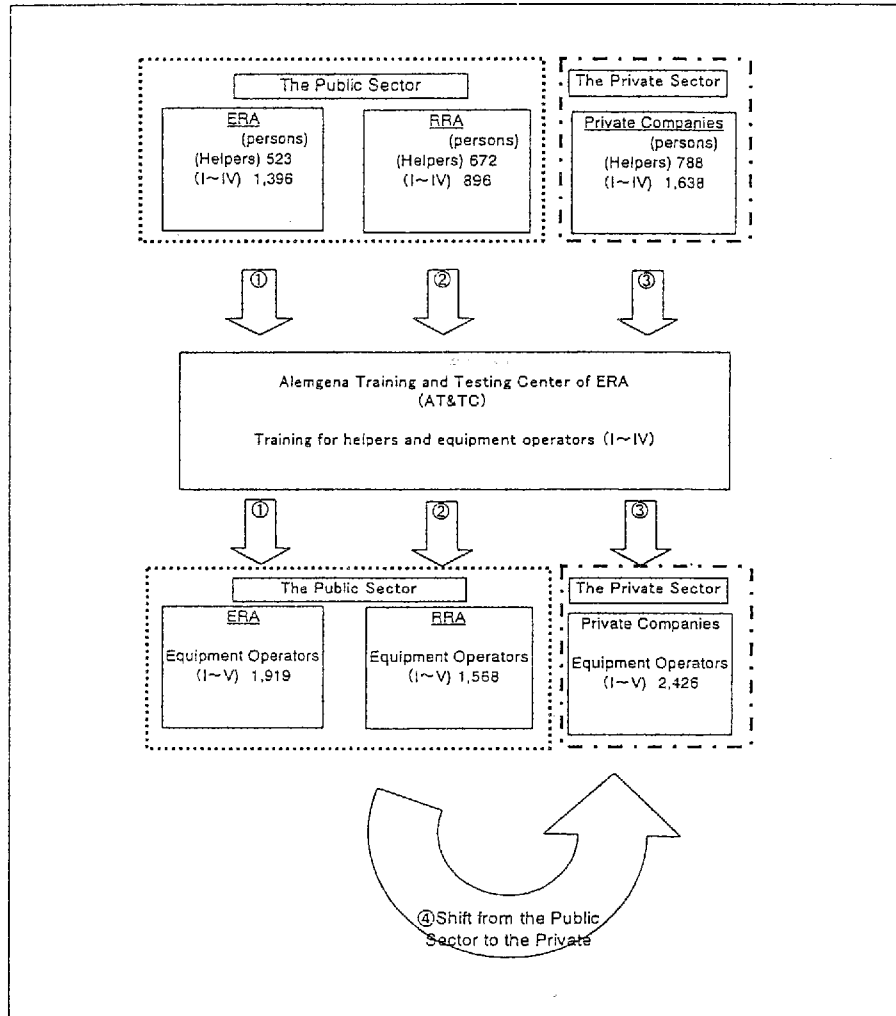 The Public Sector
The Private Sector
ERA
(persons)
(Helpers) 523
(I~IV) 1,396
RRA
(persons)
(Helpers) 672
(I~IV) 896
Private Companies
(persons)
(Helpers) 788
(I~IV) 1,638
①
②
③
Alemgena Training and Testing Center of ERA
(AT&TC)
Training for helpers and equipment operators (I~IV)
①
②
③
The Public Sector
The Private Sector
ERA
Equipment Operators
(I~V) 1,919
RRA
Equipment Operators
(I~V) 1,568
Private Companies
Equipment Operators
(I~V) 2,426
④Shift from the Public
Sector to the Private